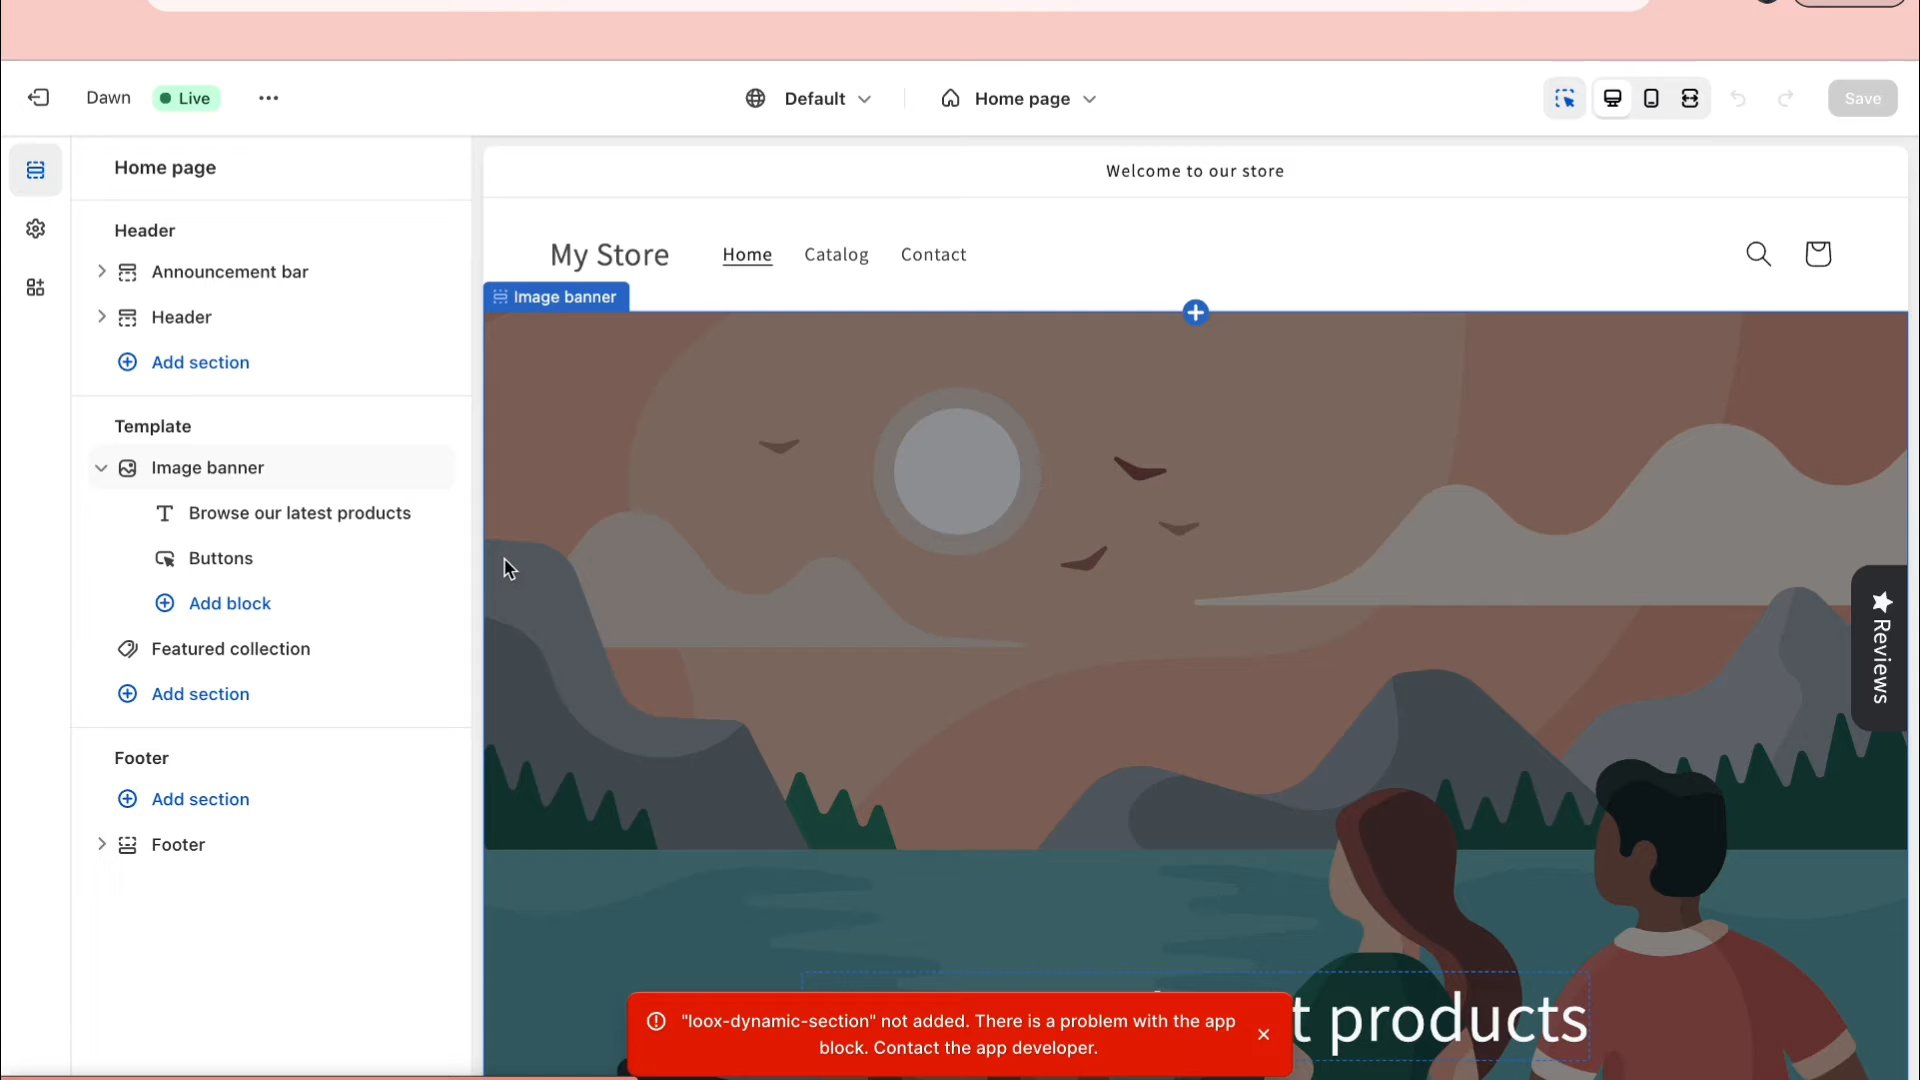 Dawn
Live
Default
Home page
Save
Home page
Header
Announcement bar
Header
Add section
Template
Image banner
Browse our latest products
Buttons
Add block
Featured collection
Add section
Footer
Add section
Footer
Welcome to our store
My Store
Home
Catalog
Contact
Image banner
Reviews
t products
"loox-dynamic-section" not added. There is a problem with the app
block. Contact the app developer.